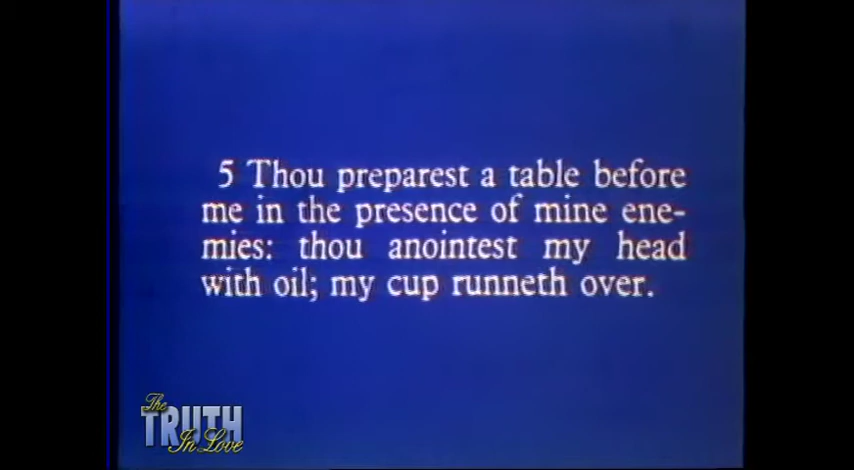 5 Thou preparest a table before
me in the presence of mine ene-
mies: thou anointest my head
with oil; my cup runneth over.
The
TRUTH
In Love